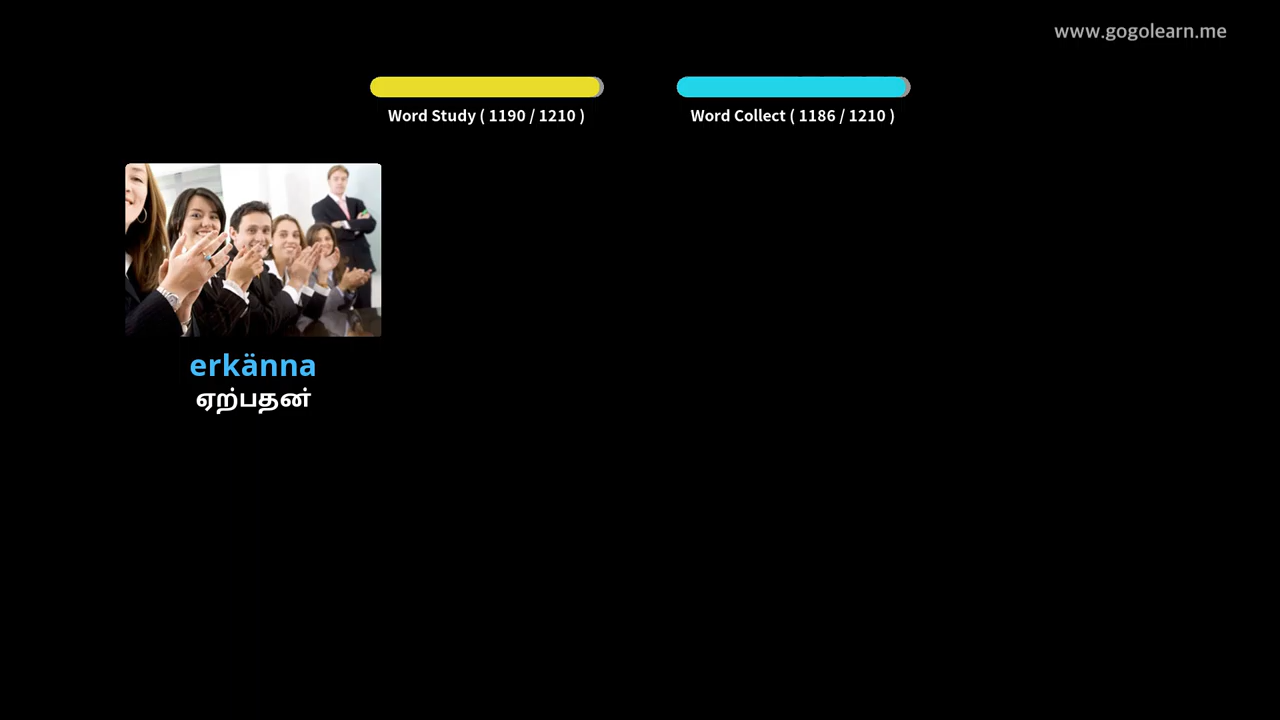 www.gogolearn.me
Word Study ( 1190 / 1210 )
Word Collect ( 1186 / 1210 )
erkänna
ஏற்பதன்